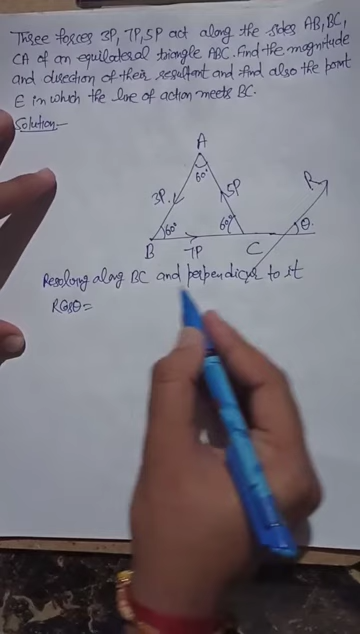 Three forces 3P, 7P, 5P act along the sides AB, BC,
CA of an equilateral triangle ABC. Find the magnitude
and direction of their resultant and find also the point
E in which the line of action meets BC.
Solution:-
A
60°
3P
5P
R
60°
60°
θ
B
7P
C
Resolving along BC and perpendicur to it
RCosθ=